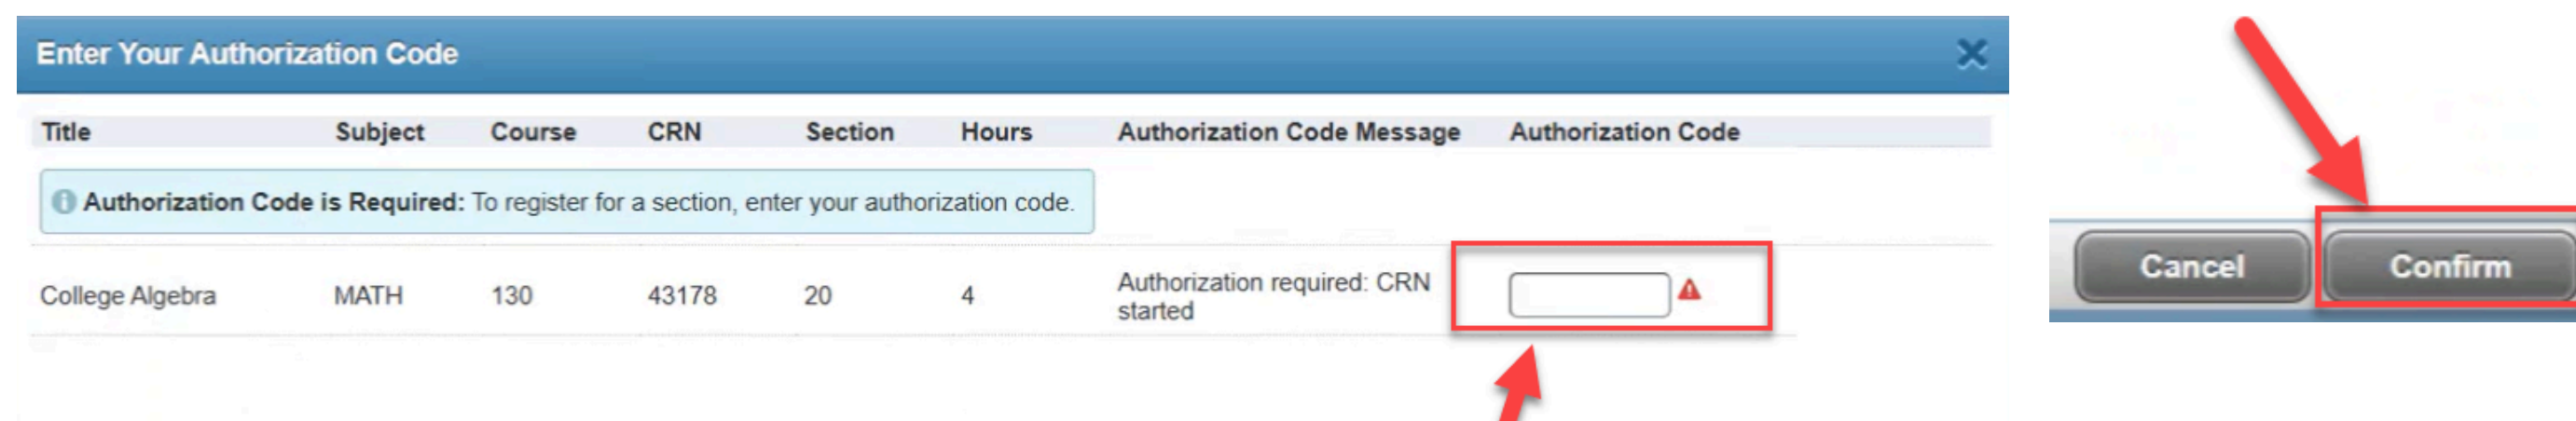 Enter Your Authorization Code
Title Subject Course CRN Section Hours Authorization Code Message Authorization Code
Authorization Code is Required: To register for a section, enter your authorization code.
College Algebra MATH 130 43178 20 4 Authorization required: CRN
started
Cancel Confirm